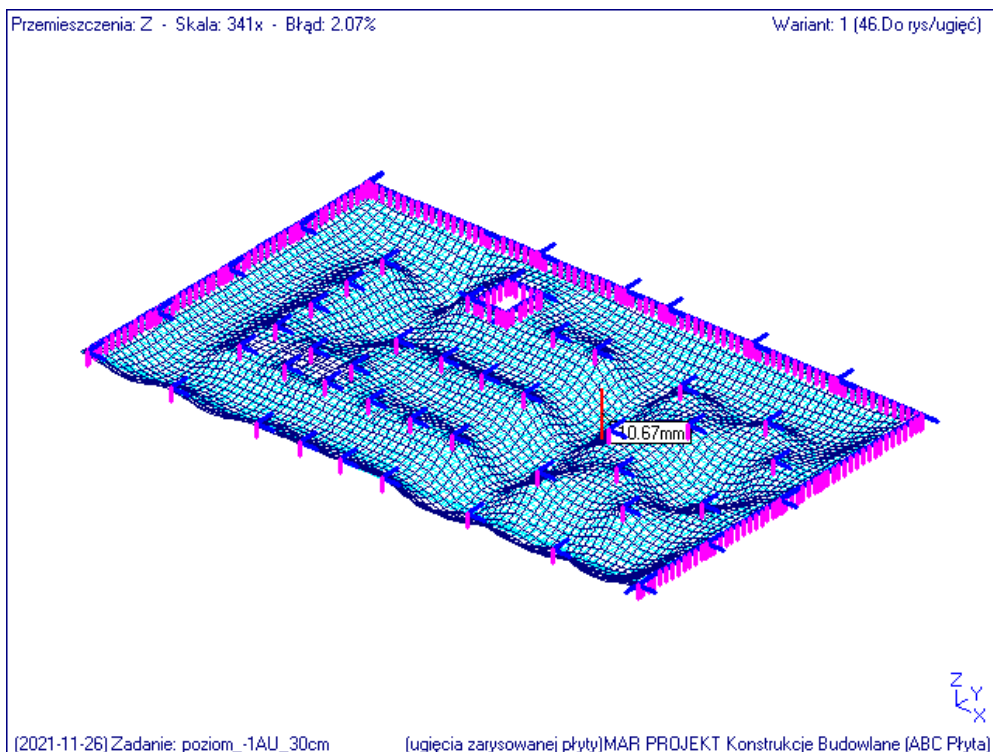 Przemieszczenia: Z - Skala: 341x - Błąd: 2.07%
Wariant: 1 (46.Do rys/ugięć)
10.67mm
Z
Y
X
(2021-11-26) Zadanie: poziom_-1AU_30cm
(ugięcia zarysowanej płyty)MAR PROJEKT Konstrukcje Budowlane (ABC Płyta)